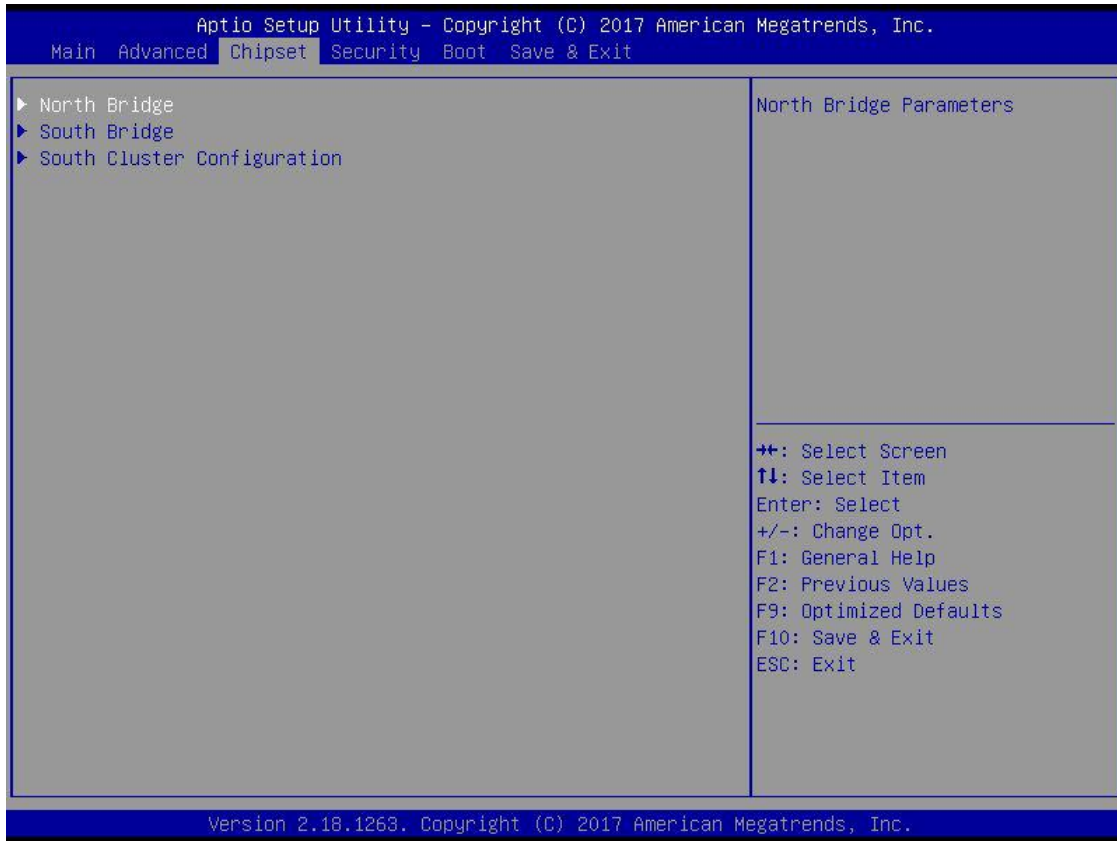 Aptio Setup Utility – Copyright (C) 2017 American Megatrends, Inc.
Main Advanced Chipset Security Boot Save & Exit
▶ North Bridge
▶ South Bridge
▶ South Cluster Configuration
North Bridge Parameters
→←: Select Screen
↑↓: Select Item
Enter: Select
+/-: Change Opt.
F1: General Help
F2: Previous Values
F9: Optimized Defaults
F10: Save & Exit
ESC: Exit
Version 2.18.1263. Copyright (C) 2017 American Megatrends, Inc.